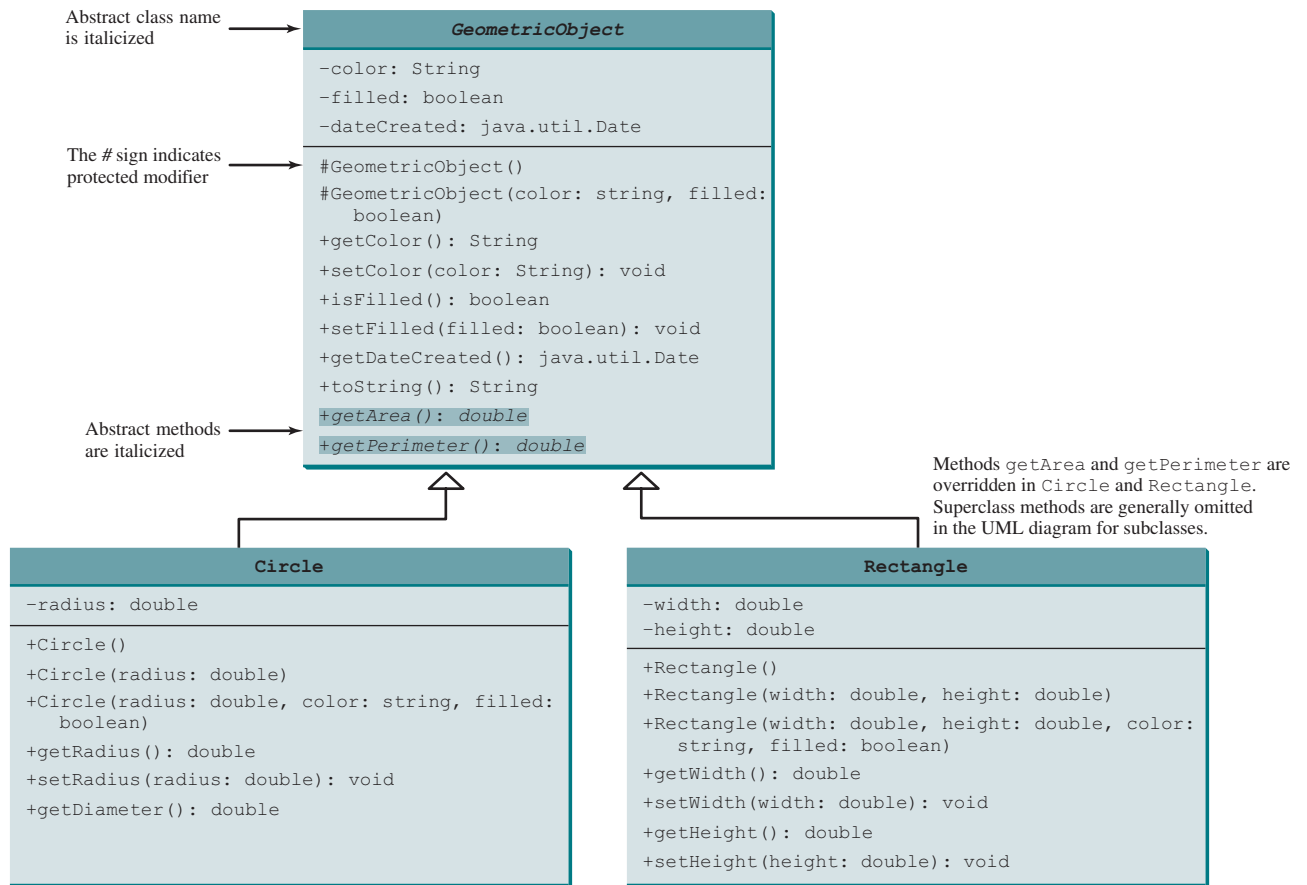 Abstract class name
is italicized
GeometricObject
-color: String
-filled: boolean
-dateCreated: java.util.Date
The # sign indicates
protected modifier
#GeometricObject()
#GeometricObject(color: string, filled:
boolean)
+getColor(): String
+setColor(color: String): void
+isFilled(): boolean
+setFilled(filled: boolean): void
+getDateCreated(): java.util.Date
+toString(): String
+getArea(): double
Abstract methods
are italicized
+getPerimeter(): double
Methods getArea and getPerimeter are
overridden in Circle and Rectangle.
Superclass methods are generally omitted
in the UML diagram for subclasses.
Circle
-radius: double
+Circle()
+Circle(radius: double)
+Circle(radius: double, color: string, filled:
boolean)
+getRadius(): double
+setRadius(radius: double): void
+getDiameter(): double
Rectangle
-width: double
-height: double
+Rectangle()
+Rectangle(width: double, height: double)
+Rectangle(width: double, height: double, color:
string, filled: boolean)
+getWidth(): double
+setWidth(width: double): void
+getHeight(): double
+setHeight(height: double): void